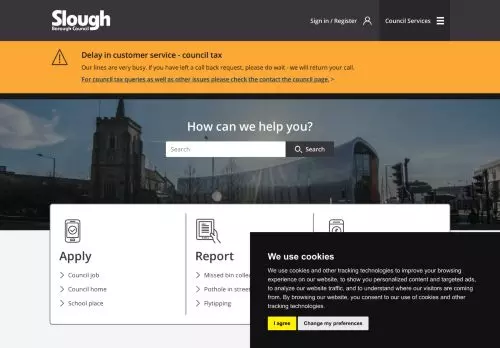 Slough
Borough Council
Sign in / Register
Council Services
Delay in customer service - council tax
Our lines are very busy. If you have left a call back request, please do wait - we will return your call.
For council tax queries as well as other issues please check the contact the council page. >
How can we help you?
Search
Search
Apply
Council job
Council home
School place
Report
Missed bin collec
Pothole in street
Flytipping
We use cookies
We use cookies and other tracking technologies to improve your browsing
experience on our website, to show you personalized content and targeted ads,
to analyze our website traffic, and to understand where our visitors are coming
from. By browsing our website, you consent to our use of cookies and other
tracking technologies.
I agree
Change my preferences